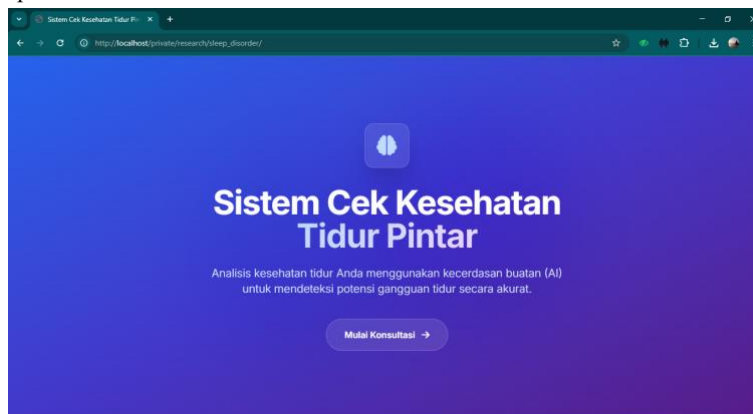 Sistem Cek Kesehatan Tidur Pin
http://localhost/private/research/sleep_disorder/
Sistem Cek Kesehatan
Tidur Pintar
Analisis kesehatan tidur Anda menggunakan kecerdasan buatan (AI)
untuk mendeteksi potensi gangguan tidur secara akurat.
Mulai Konsultasi →